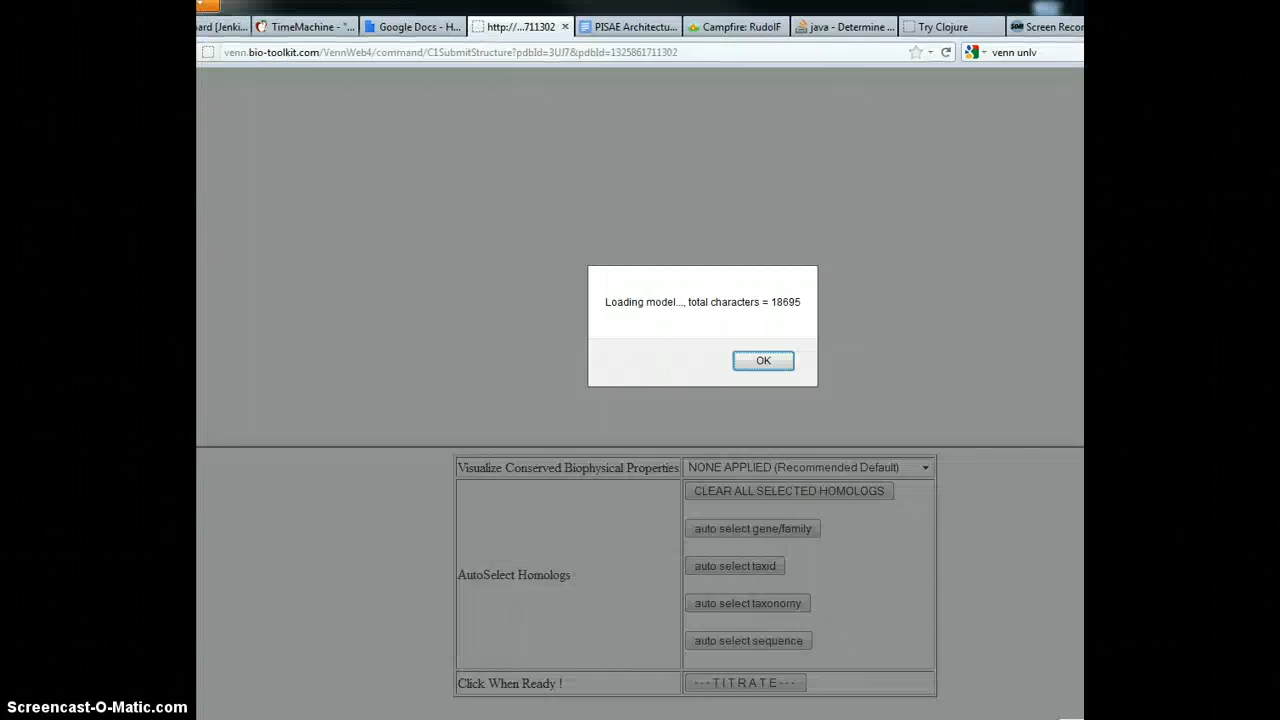 ard [Jenki...
TimeMachine - "...
Google Docs - H...
http://...711302
PISAE Architectu...
Campfire: RudolF
java - Determine ...
Try Clojure
Screen Recor
venn.bio-toolkit.com/VennWeb4/command/C1SubmitStructure?pdbId=3UJ7&pdbId=1325861711302
venn unlv
Loading model..., total characters = 18695
OK
Visualize Conserved Biophysical Properties
NONE APPLIED (Recommended Default)
AutoSelect Homologs
CLEAR ALL SELECTED HOMOLOGS
auto select gene/family
auto select taxid
auto select taxonomy
auto select sequence
Click When Ready !
- - - T I T R A T E - - -
Screencast-O-Matic.com